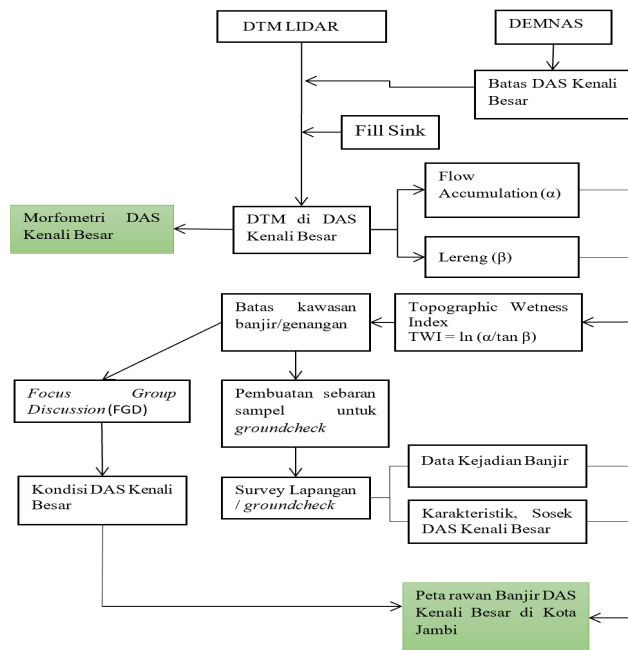 DTM LIDAR
DEMNAS
Batas DAS Kenali
Besar
Fill Sink
Flow
Accumulation (α)
Morfometri DAS
Kenali Besar
DTM di DAS
Kenali Besar
Lereng (β)
Batas kawasan
banjir/genangan
Topographic Wetness
Index
TWI = ln (α/tan β)
Focus Group
Discussion (FGD)
Pembuatan sebaran
sampel untuk
groundcheck
Kondisi DAS Kenali
Besar
Survey Lapangan
/ groundcheck
Data Kejadian Banjir
Karakteristik, Sosek
DAS Kenali Besar
Peta rawan Banjir DAS
Kenali Besar di Kota
Jambi